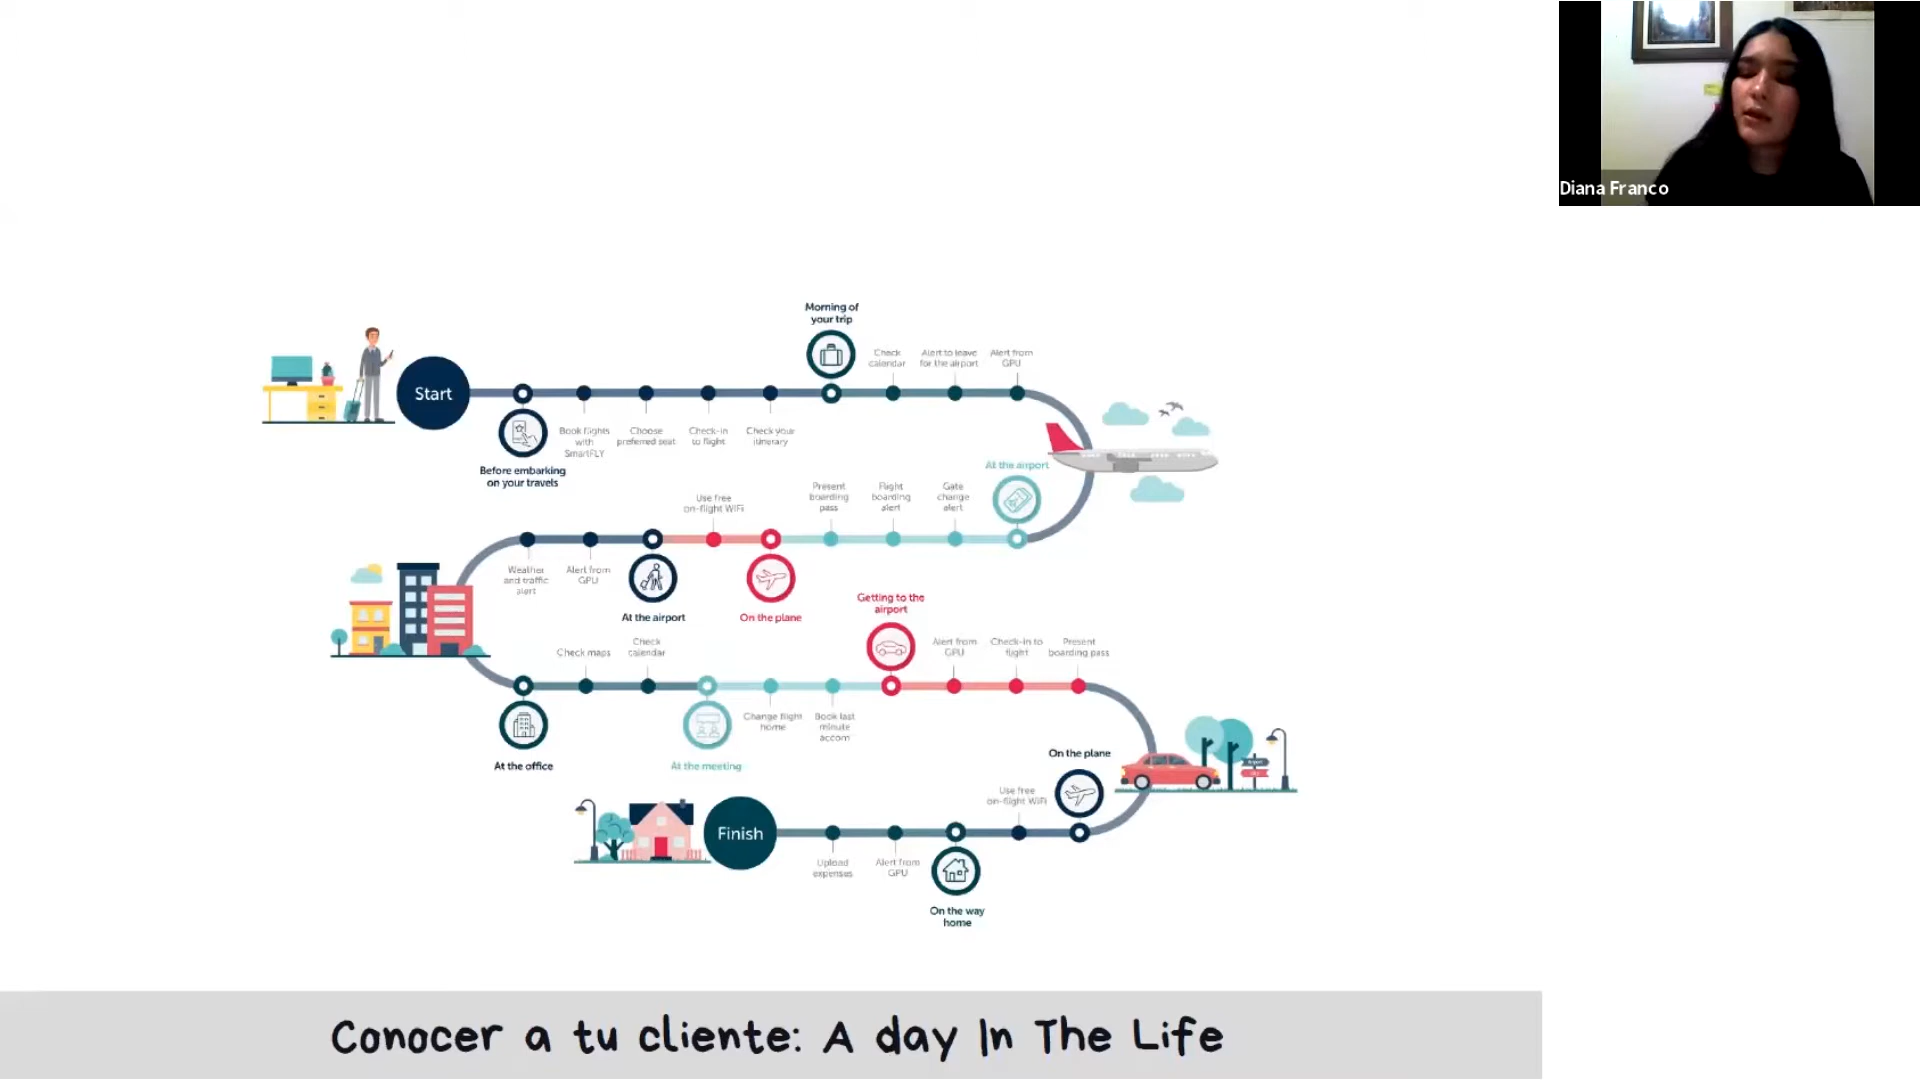 Diana Franco
Morning of
your trip
Start
Check
calendar
Alert to leave
for the airport
Alert from
GPU
Book flights
with
SmartFLY
Choose
preferred seat
Check-in
to flight
Check your
itinerary
Before embarking
on your travels
At the airport
Gate
change
alert
Flight
boarding
alert
Present
boarding
pass
Use free
on-flight WiFi
On the plane
At the airport
Alert from
GPU
Weather
and traffic
alert
At the office
Check maps
Check
calendar
At the meeting
Change flight
home
Book last
minute
accom
Getting to the
airport
Alert from
GPU
Check-in to
flight
Present
boarding pass
On the plane
Use free
on-flight WiFi
On the way
home
Alert from
GPU
Upload
expenses
Finish
Conocer a tu cliente: A day In The Life